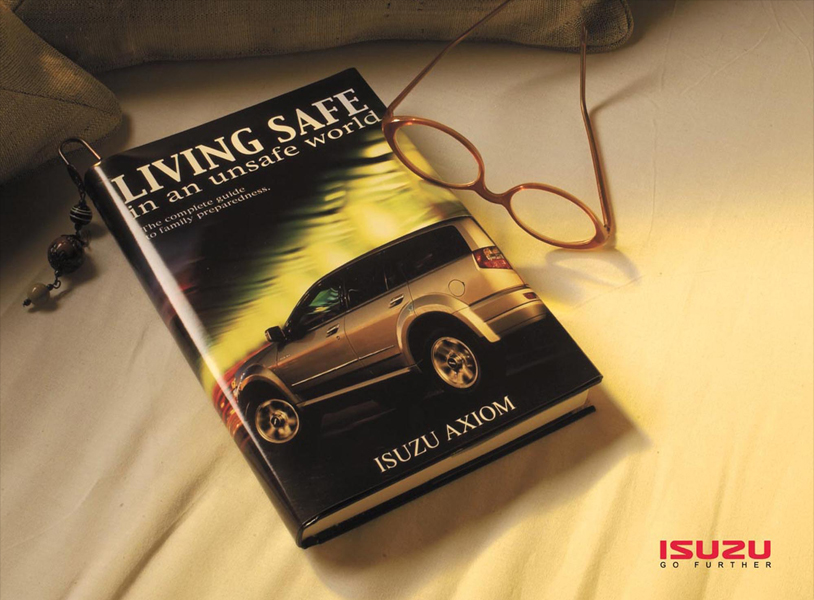 LIVING SAFE
in an unsafe world
The complete guide
to family preparedness.
ISUZU AXIOM
ISUZU
GO FURTHER